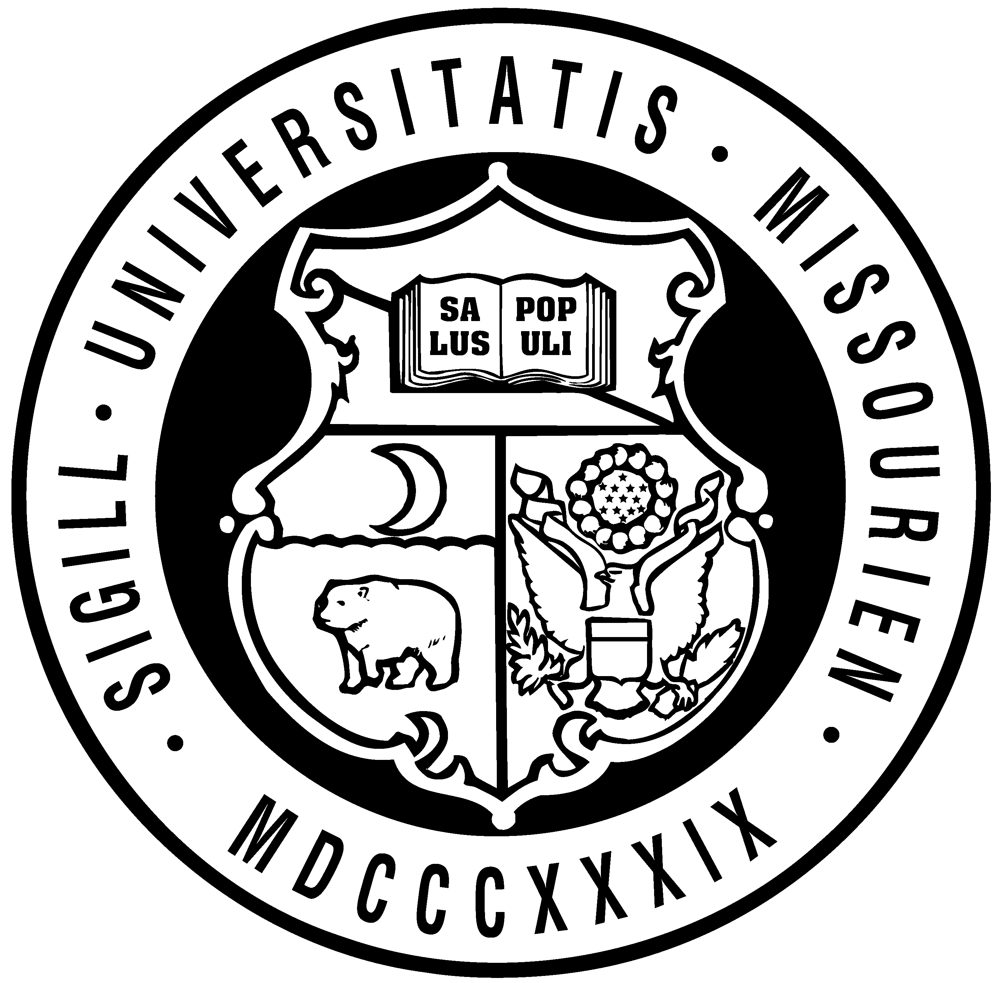 SIGILL · UNIVERSITATIS · MISSOURIEN ·
MDCCCXXXIX ·
SA
LUS
POP
ULI